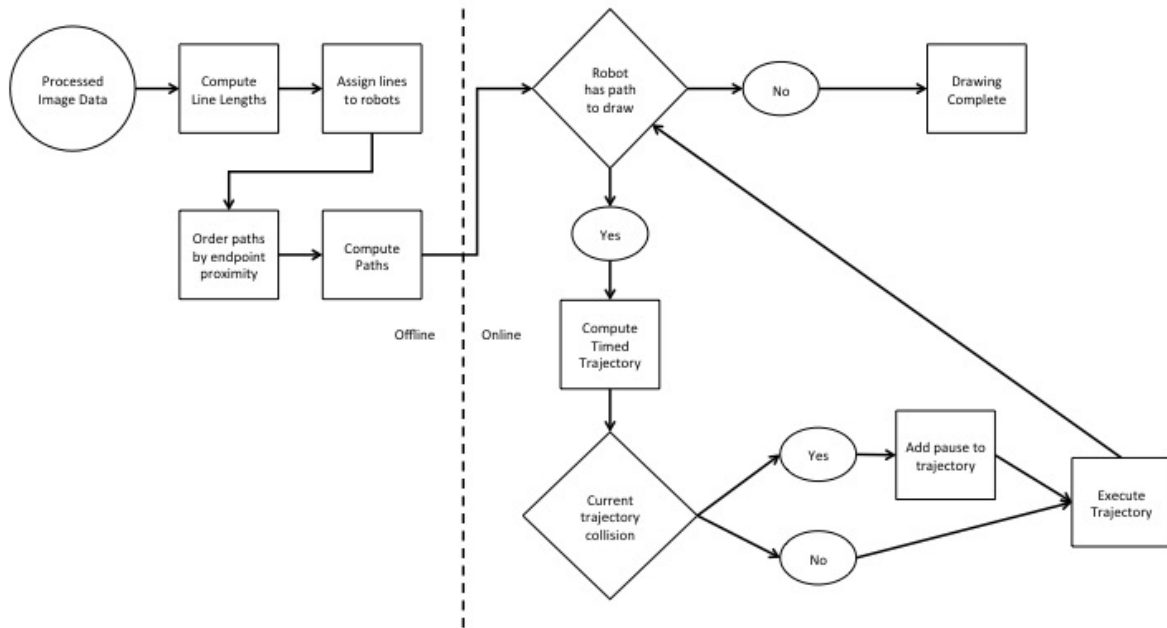 Processed
Image Data
Compute
Line Lengths
Assign lines
to robots
Order paths
by endpoint
proximity
Compute
Paths
Offline
Online
Robot
has path
to draw
No
Drawing
Complete
Yes
Compute
Timed
Trajectory
Current
trajectory
collision
Yes
Add pause to
trajectory
No
Execute
Trajectory